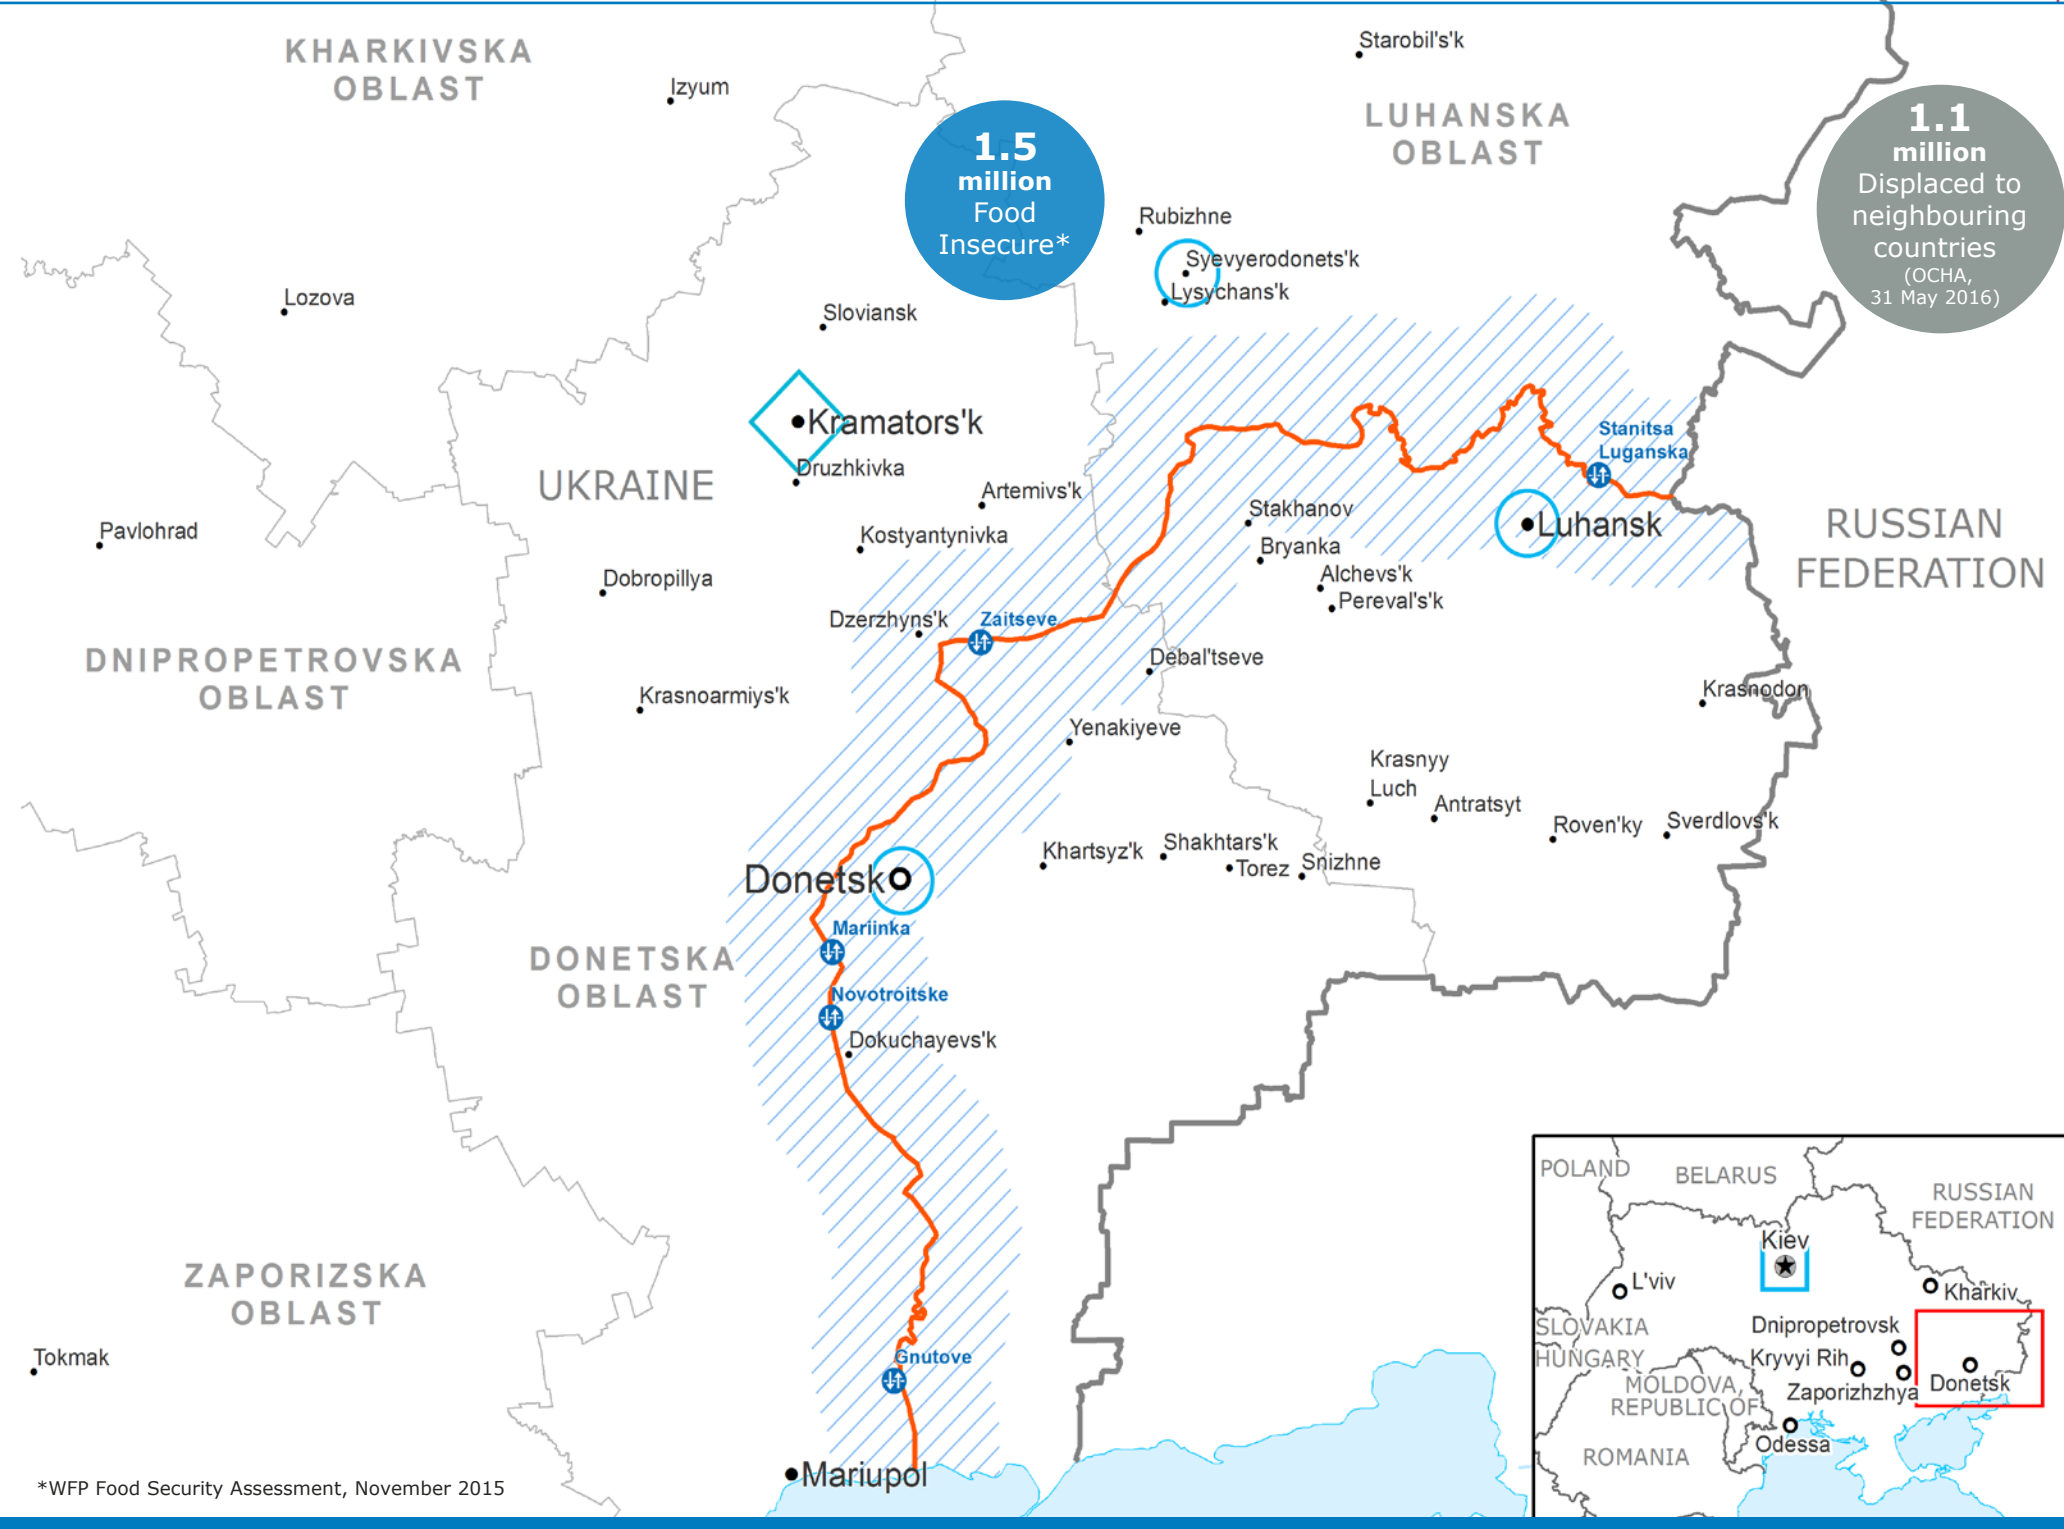 KHARKIVSKA
OBLAST
Izyum
Starobil's'k
LUHANSKA
OBLAST
1.5
million
Food
Insecure*
1.1
million
Displaced to
neighbouring
countries
(OCHA,
31 May 2016)
Rubizhne
Syevyerodonets'k
Lysychans'k
Lozova
Sloviansk
Kramators'k
Druzhkivka
UKRAINE
Artemivs'k
Kostyantynivka
Stanitsa
Luganska
Stakhanov
Luhansk
Bryanka
Alchevs'k
Pereval's'k
RUSSIAN
FEDERATION
Pavlohrad
Dobropillya
Dzerzhyns'k
Zaitseve
Debal'tseve
DNIPROPETROVSKA
OBLAST
Krasnoarmiys'k
Yenakiyeve
Krasnodon
Krasnyy
Luch
Antratsyt
Roven'ky
Sverdlovs'k
Khartsyz'k
Shakhtars'k
Torez
Snizhne
Donetsk
Mariinka
DONETSKA
OBLAST
Novotroitske
Dokuchayevs'k
ZAPORIZSKA
OBLAST
Tokmak
Gnutove
Mariupol
*WFP Food Security Assessment, November 2015
POLAND
BELARUS
RUSSIAN
FEDERATION
Kiev
L'viv
Kharkiv
SLOVAKIA
HUNGARY
Dnipropetrovsk
Kryvyi Rih
Zaporizhzhya
Donetsk
MOLDOVA,
REPUBLIC OF
Odessa
ROMANIA